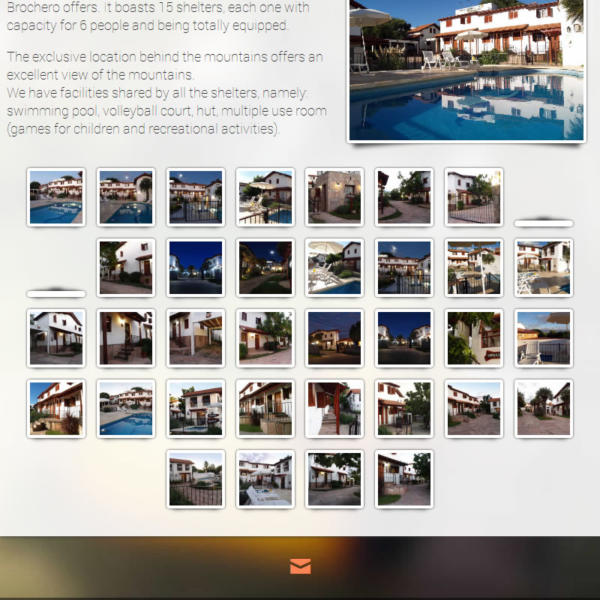 Brochero offers. It boasts 15 shelters, each one with
capacity for 6 people and being totally equipped.
The exclusive location behind the mountains offers an
excellent view of the mountains.
We have facilities shared by all the shelters, namely:
swimming pool, volleyball court, hut, multiple use room
(games for children and recreational activities).